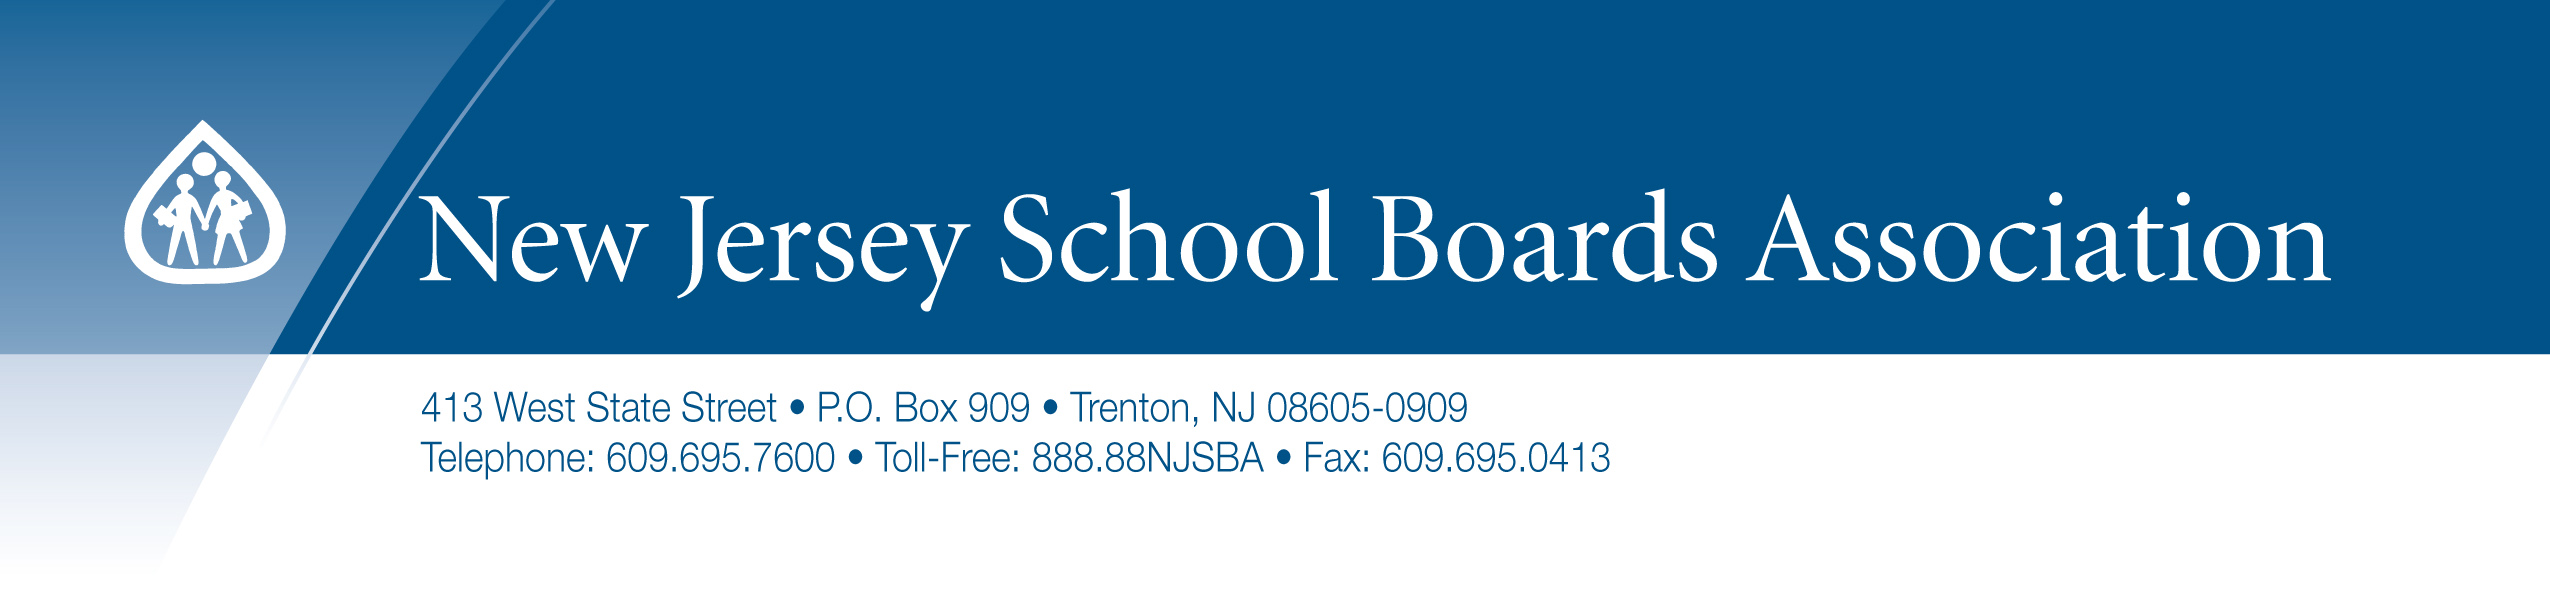 New Jersey School Boards Association
413 West State Street • P.O. Box 909 • Trenton, NJ 08605-0909
Telephone: 609.695.7600 • Toll-Free: 888.88NJSBA • Fax: 609.695.0413